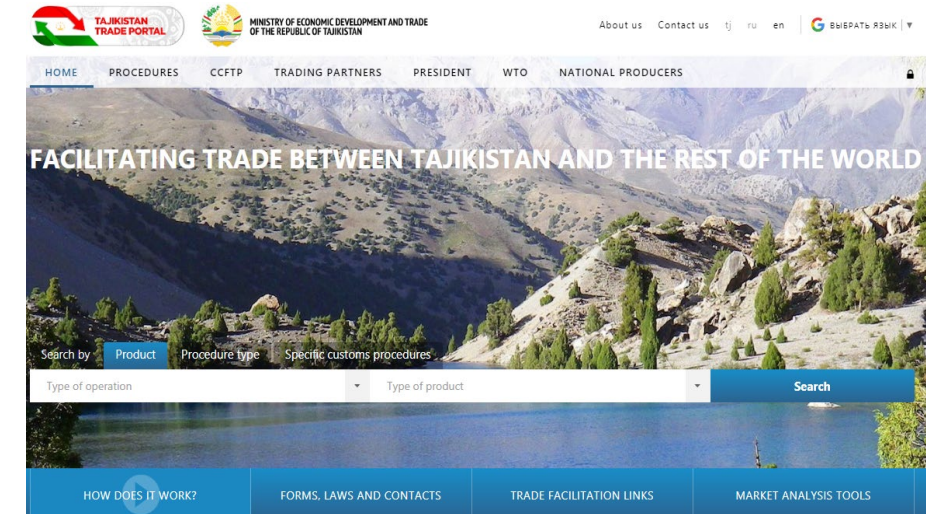 TAJIKISTAN
TRADE PORTAL
MINISTRY OF ECONOMIC DEVELOPMENT AND TRADE
OF THE REPUBLIC OF TAJIKISTAN
About us Contact us tj ru en G ВЫБРАТЬ ЯЗЫК ▼
HOME PROCEDURES CCFTP TRADING PARTNERS PRESIDENT WTO NATIONAL PRODUCERS
FACILITATING TRADE BETWEEN TAJIKISTAN AND THE REST OF THE WORLD
Search by Product Procedure type Specific customs procedures
Type of operation Type of product Search
HOW DOES IT WORK? FORMS, LAWS AND CONTACTS TRADE FACILITATION LINKS MARKET ANALYSIS TOOLS